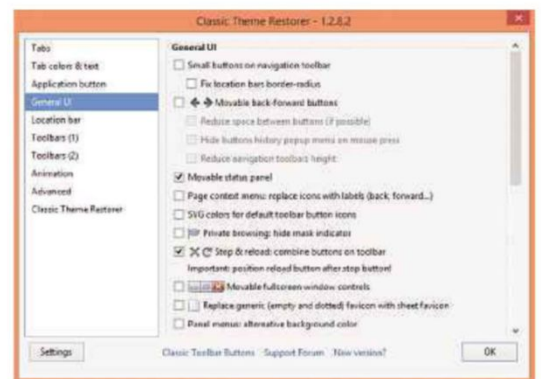 Classic Theme Restorer - 1.2.8.2
Tabs
Tab colors & text
Application button
General UI
Location bar
Toolbars (1)
Toolbars (2)
Animation
Advanced
Classic Theme Restorer
General UI
Small buttons on navigation toolbar
Fix location bars border-radius
Movable back-forward buttons
Reduce space between buttons (if possible)
Hide buttons history popup menu on mouse press
Reduce navigation toolbars height
Movable status panel
Page context menu: replace icons with labels (back, forward...)
SVG colors for default toolbar button icons
Private browsing: hide mask indicator
Stop & reload: combine buttons on toolbar
Important: position reload button after stop button!
Movable fullscreen window controls
Replace generic (empty and dotted) favicon with sheet favicon
Panel menus: alternative background color
Settings
Classic Toolbar Buttons Support Forum New version?
OK